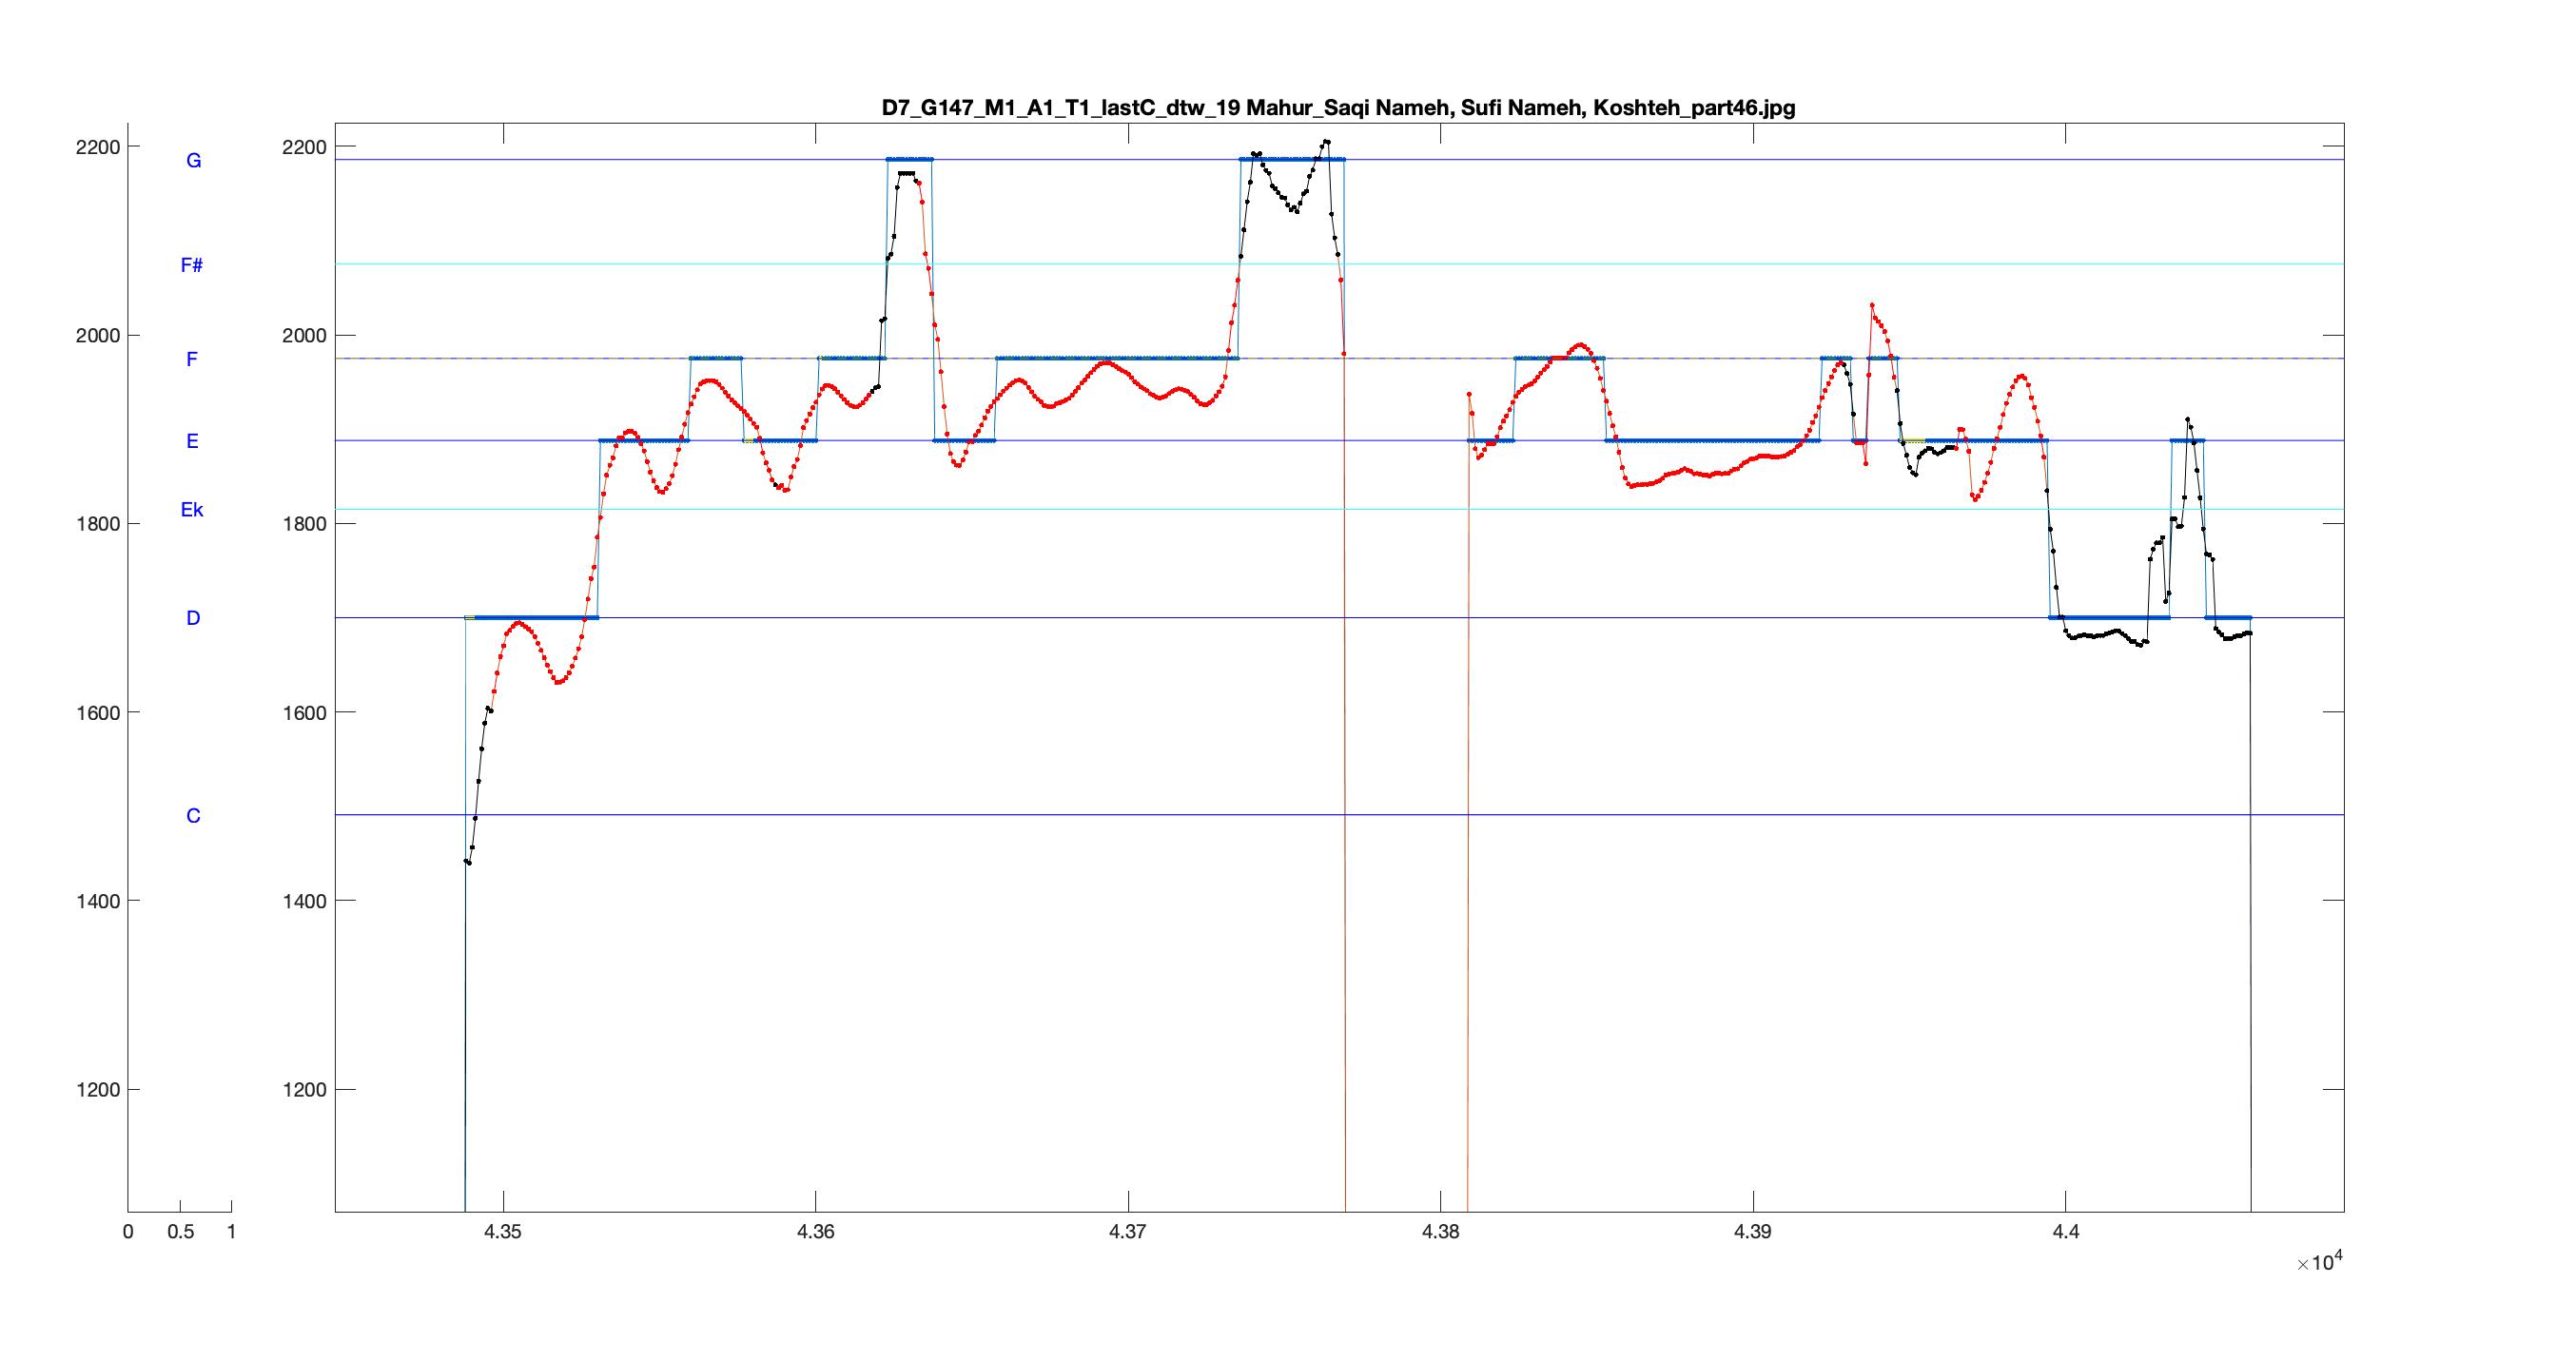 D7_G147_M1_A1_T1_lastC_dtw_19 Mahur_Saqi Nameh, Sufi Nameh, Koshteh_part46.jpg
2200 G 2200
F#
2000 F 2000
E
1800 Ek 1800
D
1600 1600
C
1400 1400
1200 1200
0 0.5 1 4.35 4.36 4.37 4.38 4.39 4.4
×10^4